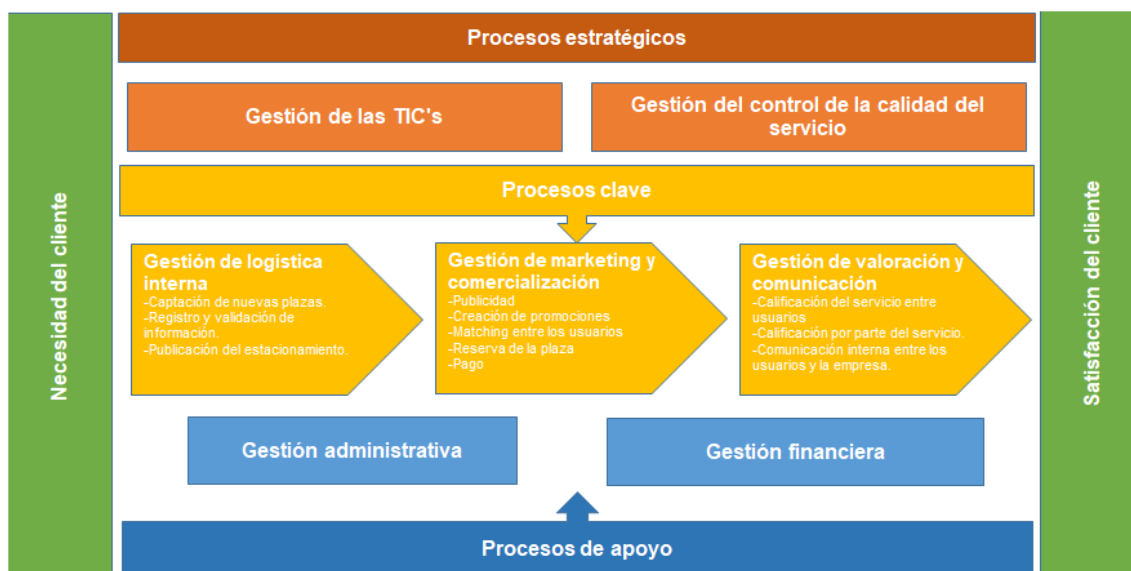 Procesos estratégicos
Gestión de las TIC's
Gestión del control de la calidad del
servicio
Necesidad del cliente
Procesos clave
Gestión de logística
interna
-Captación de nuevas plazas.
-Registro y validación de
información.
-Publicación del estacionamiento.
Gestión de marketing y
comercialización
-Publicidad
-Creación de promociones
-Matching entre los usuarios
-Reserva de la plaza
-Pago
Gestión de valoración y
comunicación
-Calificación del servicio entre
usuarios
-Calificación por parte del servicio.
-Comunicación interna entre los
usuarios y la empresa.
Satisfacción del cliente
Gestión administrativa
Gestión financiera
Procesos de apoyo